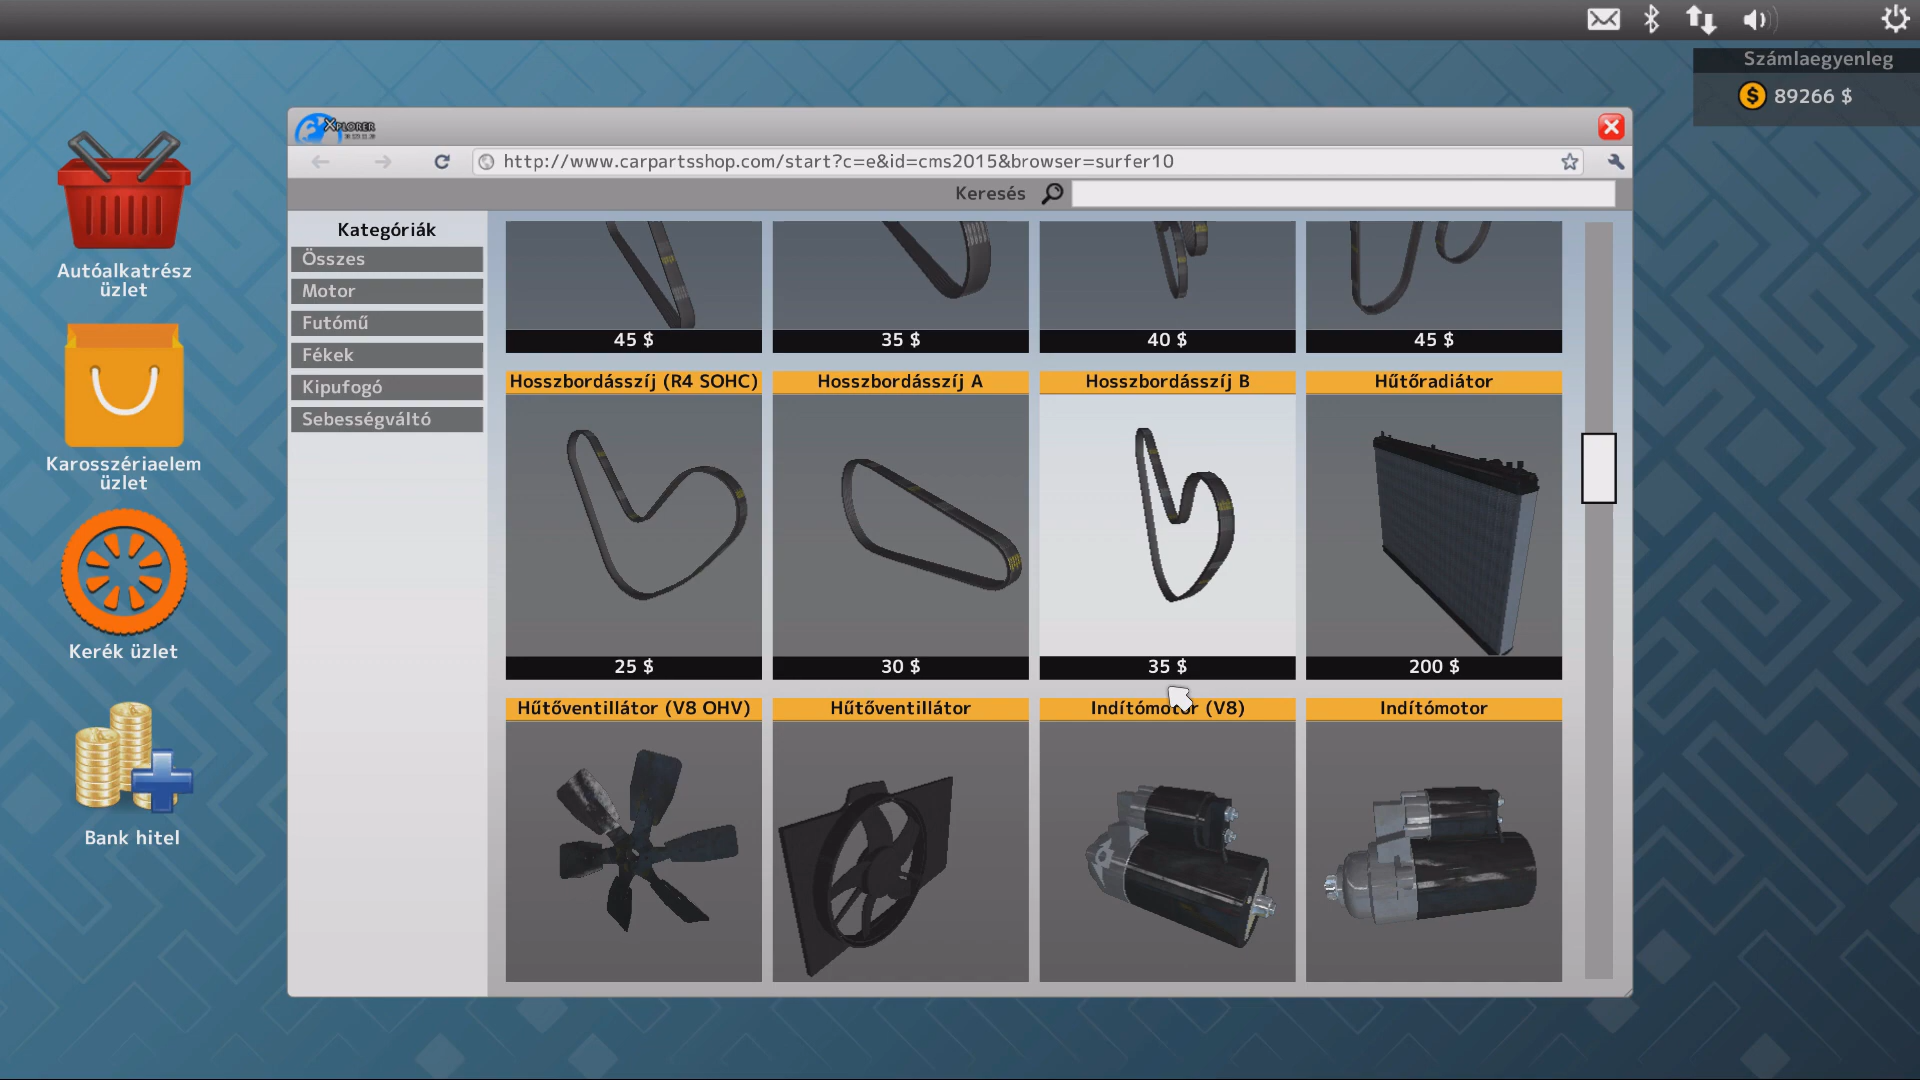 Számlaegyenleg
89266 $
XPLORER
http://www.carpartsshop.com/start?c=e&id=cms2015&browser=surfer10
Keresés
Kategóriák
Összes
Motor
Futómű
Fékek
Kipufogó
Sebességváltó
Autóalkatrész
üzlet
Karosszériaelem
üzlet
Kerék üzlet
Bank hitel
45 $
35 $
40 $
45 $
Hosszbordásszíj (R4 SOHC)
Hosszbordásszíj A
Hosszbordásszíj B
Hűtőradiátor
25 $
30 $
35 $
200 $
Hűtőventillátor (V8 OHV)
Hűtőventillátor
Indítómotor (V8)
Indítómotor